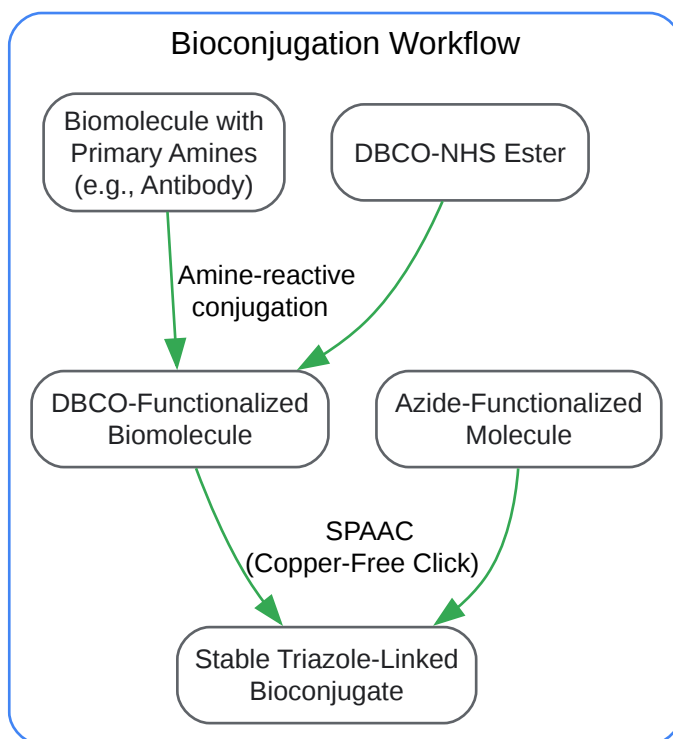 Bioconjugation Workflow
Biomolecule with
Primary Amines
(e.g., Antibody)
DBCO-NHS Ester
Amine-reactive
conjugation
DBCO-Functionalized
Biomolecule
Azide-Functionalized
Molecule
SPAAC
(Copper-Free Click)
Stable Triazole-Linked
Bioconjugate